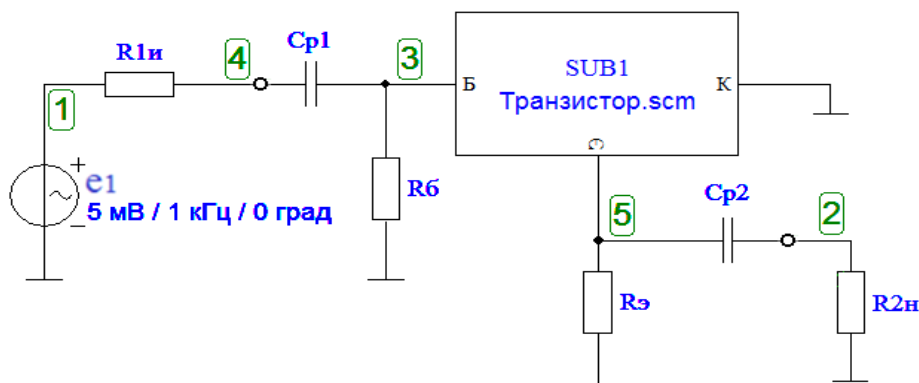 R1и
4
Cp1
3
SUB1
Транзистор.scm
Б
К
Э
1
+
e1
5 мВ / 1 кГц / 0 град
−
Rб
5
Cp2
2
Rэ
R2н